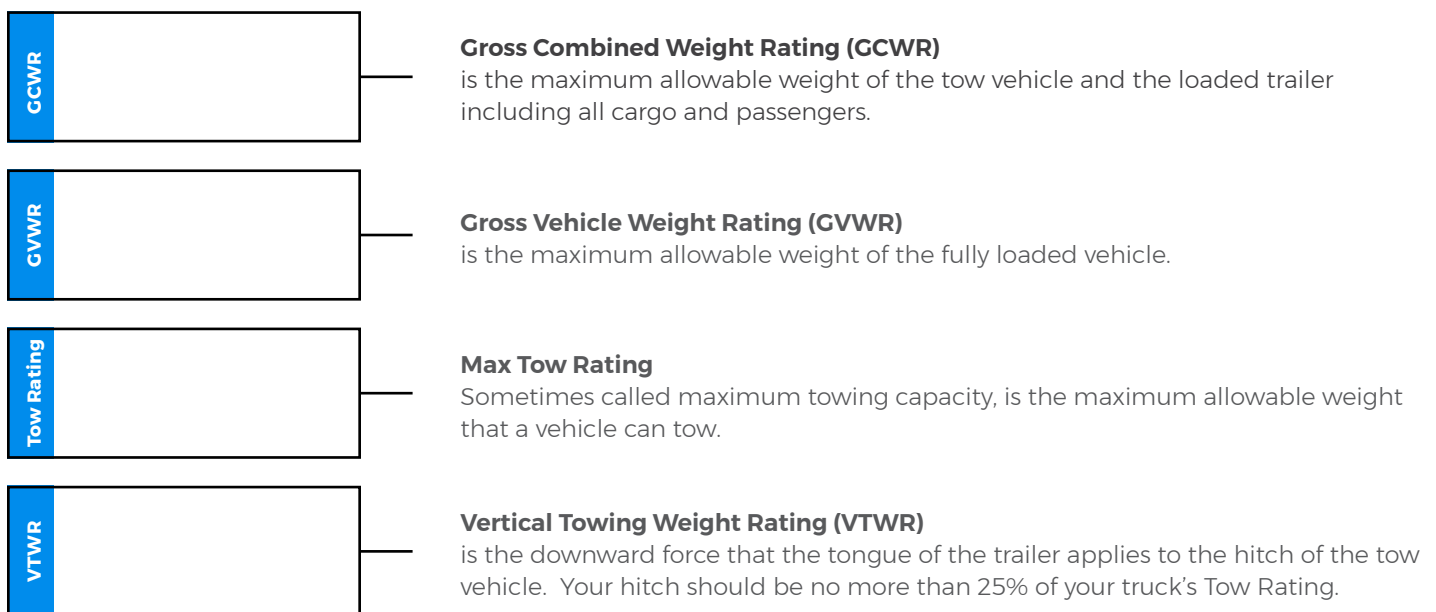 GCWR
Gross Combined Weight Rating (GCWR)
is the maximum allowable weight of the tow vehicle and the loaded trailer
including all cargo and passengers.
GVWR
Gross Vehicle Weight Rating (GVWR)
is the maximum allowable weight of the fully loaded vehicle.
Tow Rating
Max Tow Rating
Sometimes called maximum towing capacity, is the maximum allowable weight
that a vehicle can tow.
VTWR
Vertical Towing Weight Rating (VTWR)
is the downward force that the tongue of the trailer applies to the hitch of the tow
vehicle.  Your hitch should be no more than 25% of your truck’s Tow Rating.